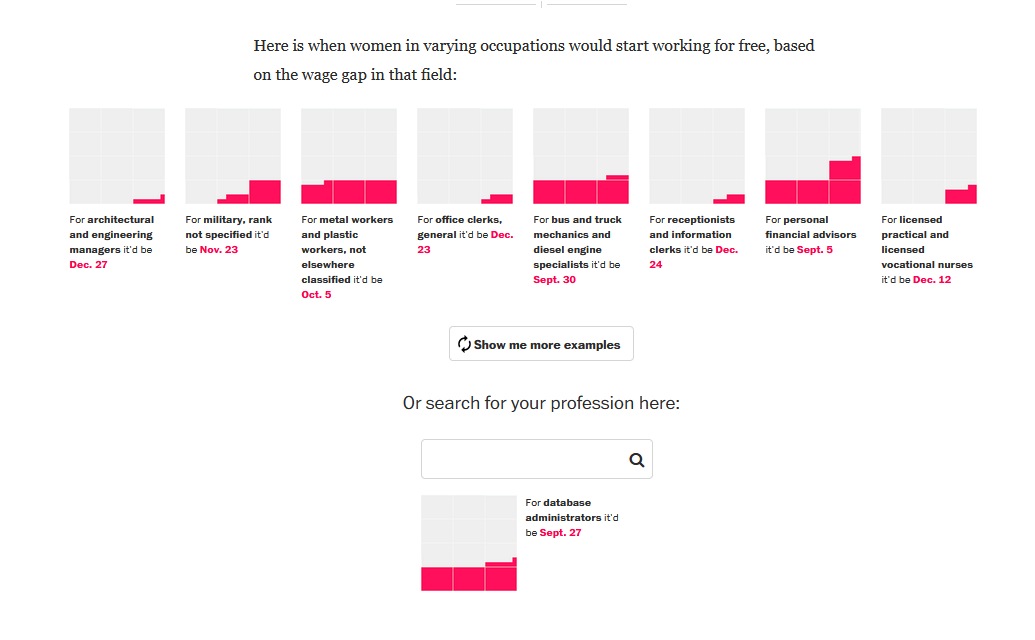 Here is when women in varying occupations would start working for free, based
on the wage gap in that field:
For architectural
and engineering
managers it'd be
Dec. 27
For military, rank
not specified it'd
be Nov. 23
For metal workers
and plastic
workers, not
elsewhere
classified it'd be
Oct. 5
For office clerks,
general it'd be Dec.
23
For bus and truck
mechanics and
diesel engine
specialists it'd be
Sept. 30
For receptionists
and information
clerks it'd be Dec.
24
For personal
financial advisors
it'd be Sept. 5
For licensed
practical and
licensed
vocational nurses
it'd be Dec. 12
Show me more examples
Or search for your profession here:
For database
administrators it'd
be Sept. 27